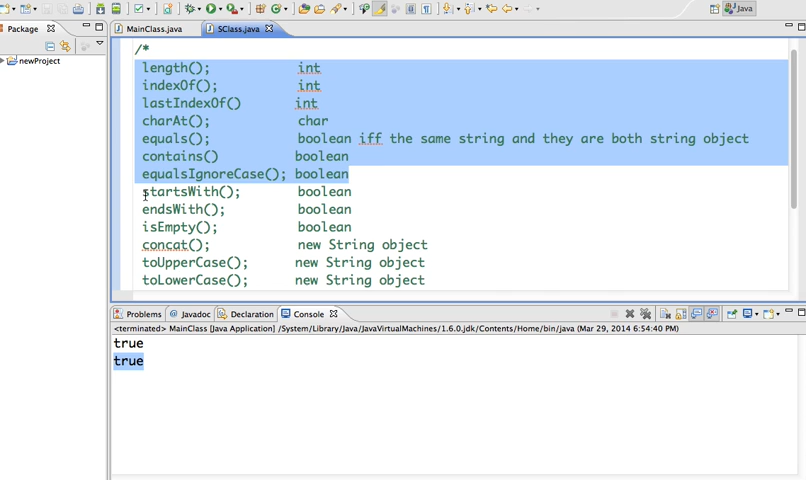 Package
MainClass.java
SClass.java
Java
newProject
/*
length(); int
indexOf(); int
lastIndexOf() int
charAt(); char
equals(); boolean iff the same string and they are both string object
contains() boolean
equalsIgnoreCase(); boolean
startsWith(); boolean
endsWith(); boolean
isEmpty(); boolean
concat(); new String object
toUpperCase(); new String object
toLowerCase(); new String object
Problems @ Javadoc Declaration Console
<terminated> MainClass [Java Application] /System/Library/Java/JavaVirtualMachines/1.6.0.jdk/Contents/Home/bin/java (Mar 29, 2014 6:54:40 PM)
true
true